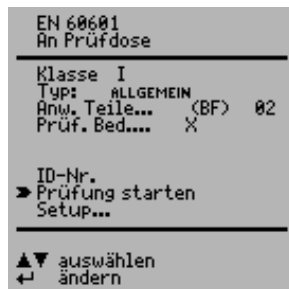 EN 60601
An Prüfdose
Klasse I
Typ: ALLGEMEIN
Anw. Teile... (BF) 02
Prüf. Bed.... X
ID-Nr.
Prüfung starten
Setup...
▲▼ auswählen
↵ ändern